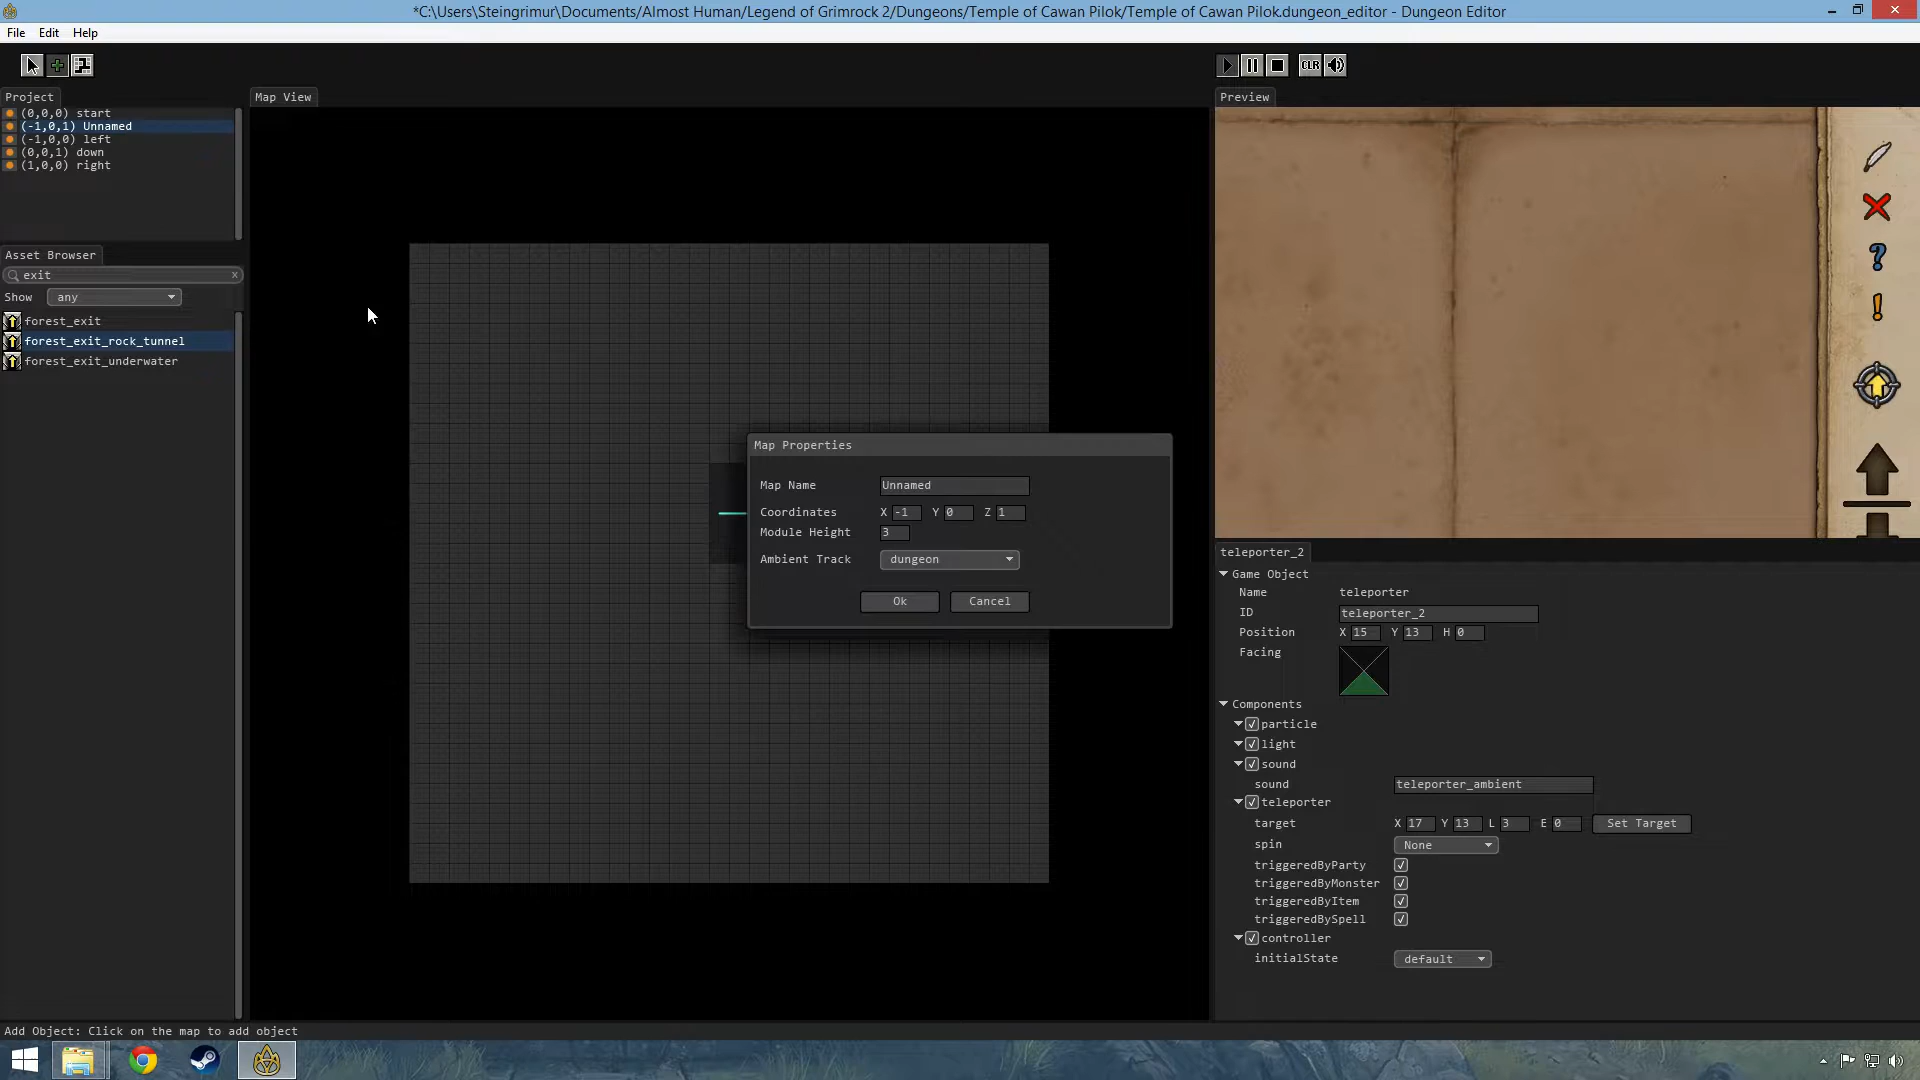 *C:\Users\Steingrimur\Documents/Almost Human/Legend of Grimrock 2/Dungeons/Temple of Cawan Pilok/Temple of Cawan Pilok.dungeon_editor - Dungeon Editor
File Edit Help
CLR
Project
(0,0,0) start
(-1,0,1) Unnamed
(-1,0,0) left
(0,0,1) down
(1,0,0) right
Asset Browser
exit
Show any
forest_exit
forest_exit_rock_tunnel
forest_exit_underwater
Map View
Map Properties
Map Name Unnamed
Coordinates X -1 Y 0 Z 1
Module Height 3
Ambient Track dungeon
Ok Cancel
Preview
?
!
teleporter_2
Game Object
Name teleporter
ID teleporter_2
Position X 15 Y 13 H 0
Facing
Components
particle
light
sound
sound teleporter_ambient
teleporter
target X 17 Y 13 L 3 E 0 Set Target
spin None
triggeredByParty
triggeredByMonster
triggeredByItem
triggeredBySpell
controller
initialState default
Add Object: Click on the map to add object